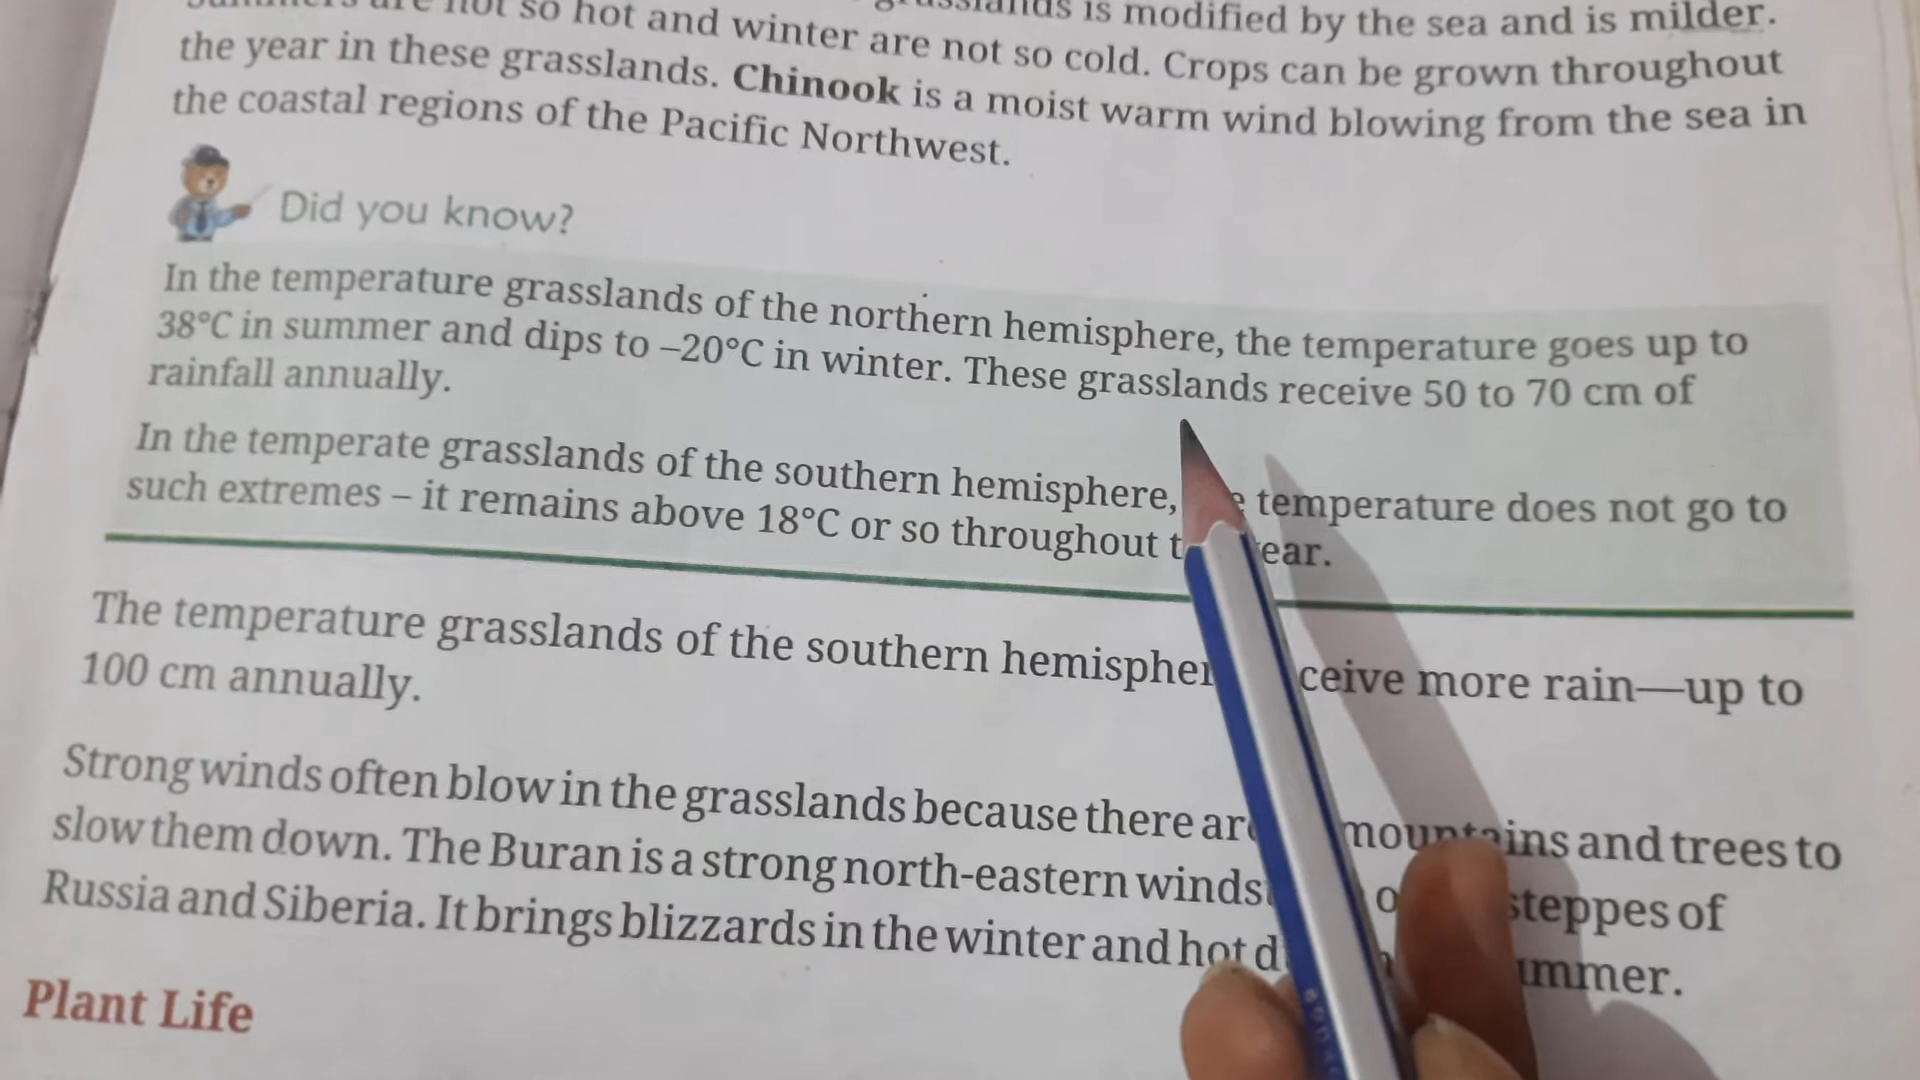 are not so hot and winter are not so cold. Crops can be grown throughout
grasslands is modified by the sea and is milder.
the year in these grasslands. Chinook is a moist warm wind blowing from the sea in
the coastal regions of the Pacific Northwest.
Did you know?
In the temperature grasslands of the northern hemisphere, the temperature goes up to
38°C in summer and dips to –20°C in winter. These grasslands receive 50 to 70 cm of
rainfall annually.
In the temperate grasslands of the southern hemisphere, temperature does not go to
such extremes – it remains above 18°C or so throughout
The temperature grasslands of the southern more rain—up to
100 cm annually.
Strong winds often blow in the grasslands because there mountains and trees to
slow them down. The Buran is a strong north-eastern steppes of
Russia and Siberia. It brings blizzards in the winter and hot
Plant Life